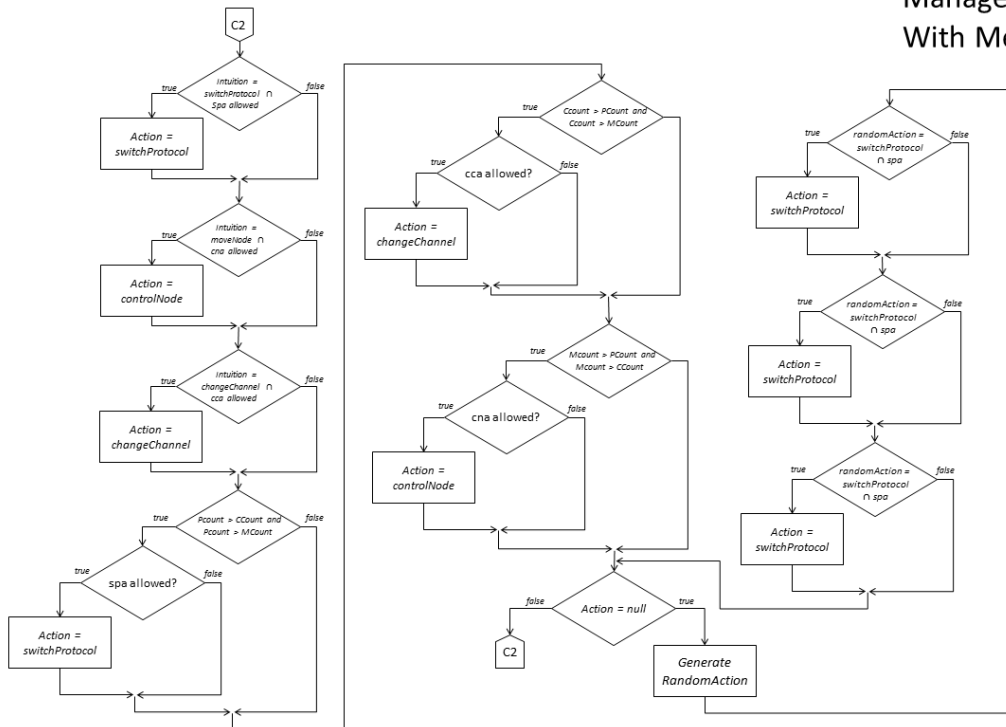 Manage
With Me
C2
Intuition =
switchProtocol ∩
Spa allowed
true
false
Action =
switchProtocol
Intuition =
moveNode ∩
cna allowed
true
false
Action =
controlNode
Intuition =
changeChannel ∩
cca allowed
true
false
Action =
changeChannel
Pcount > CCount and
Pcount > MCount
true
false
spa allowed?
true
false
Action =
switchProtocol
Ccount > PCount and
Ccount > MCount
true
false
cca allowed?
true
false
Action =
changeChannel
Mcount > PCount and
Mcount > CCount
true
false
cna allowed?
true
false
Action =
controlNode
Action = null
false
true
C2
Generate
RandomAction
randomAction =
switchProtocol
∩ spa
true
false
Action =
switchProtocol
randomAction =
switchProtocol
∩ spa
true
false
Action =
switchProtocol
randomAction =
switchProtocol
∩ spa
true
false
Action =
switchProtocol